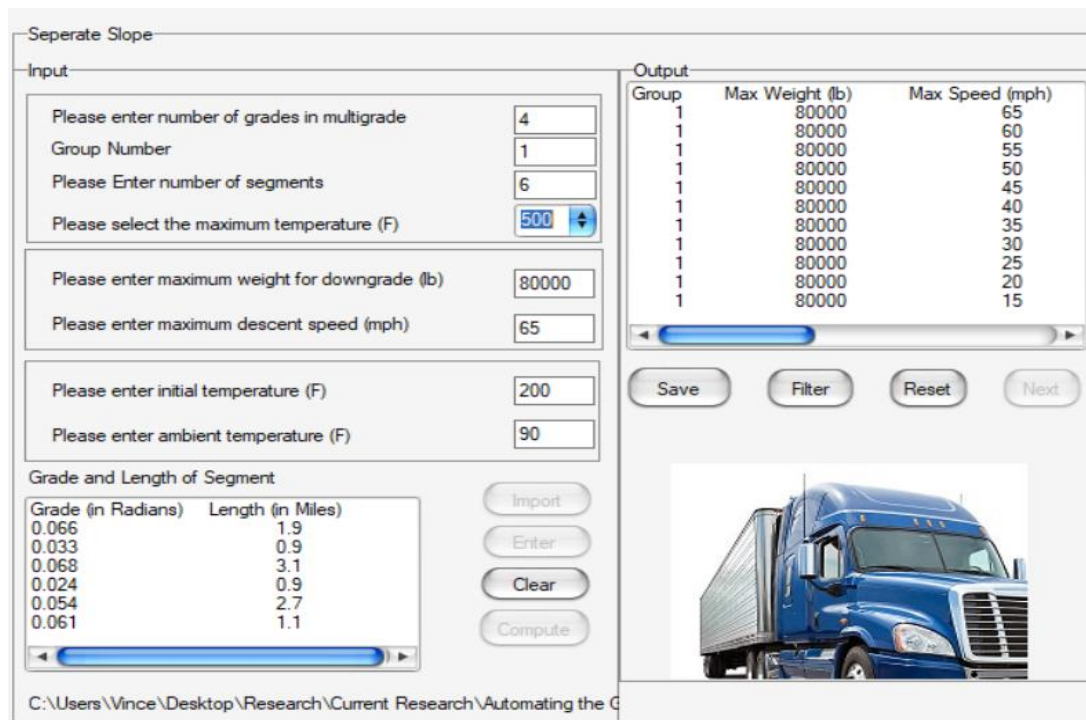 Seperate Slope
Input
Please enter number of grades in multigrade 4
Group Number 1
Please Enter number of segments 6
Please select the maximum temperature (F) 500
Please enter maximum weight for downgrade (lb) 80000
Please enter maximum descent speed (mph) 65
Please enter initial temperature (F) 200
Please enter ambient temperature (F) 90
Grade and Length of Segment
Grade (in Radians) Length (in Miles)
0.066 1.9
0.033 0.9
0.068 3.1
0.024 0.9
0.054 2.7
0.061 1.1
Import
Enter
Clear
Compute
C:\Users\Vince\Desktop\Research\Current Research\Automating the G
Output
Group Max Weight (lb) Max Speed (mph)
1 80000 65
1 80000 60
1 80000 55
1 80000 50
1 80000 45
1 80000 40
1 80000 35
1 80000 30
1 80000 25
1 80000 20
1 80000 15
Save Filter Reset Next